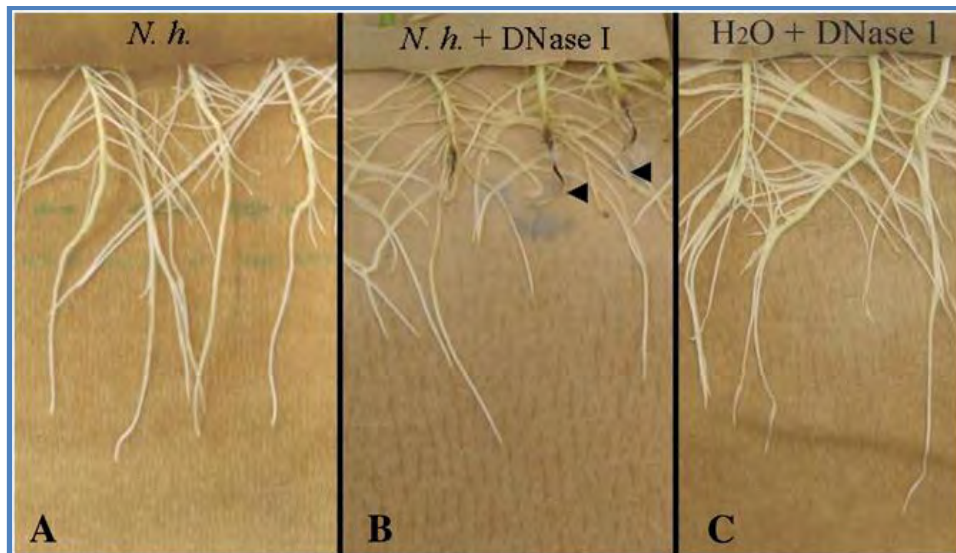 N. h.
N. h. + DNase I
H2O + DNase 1
A
B
C